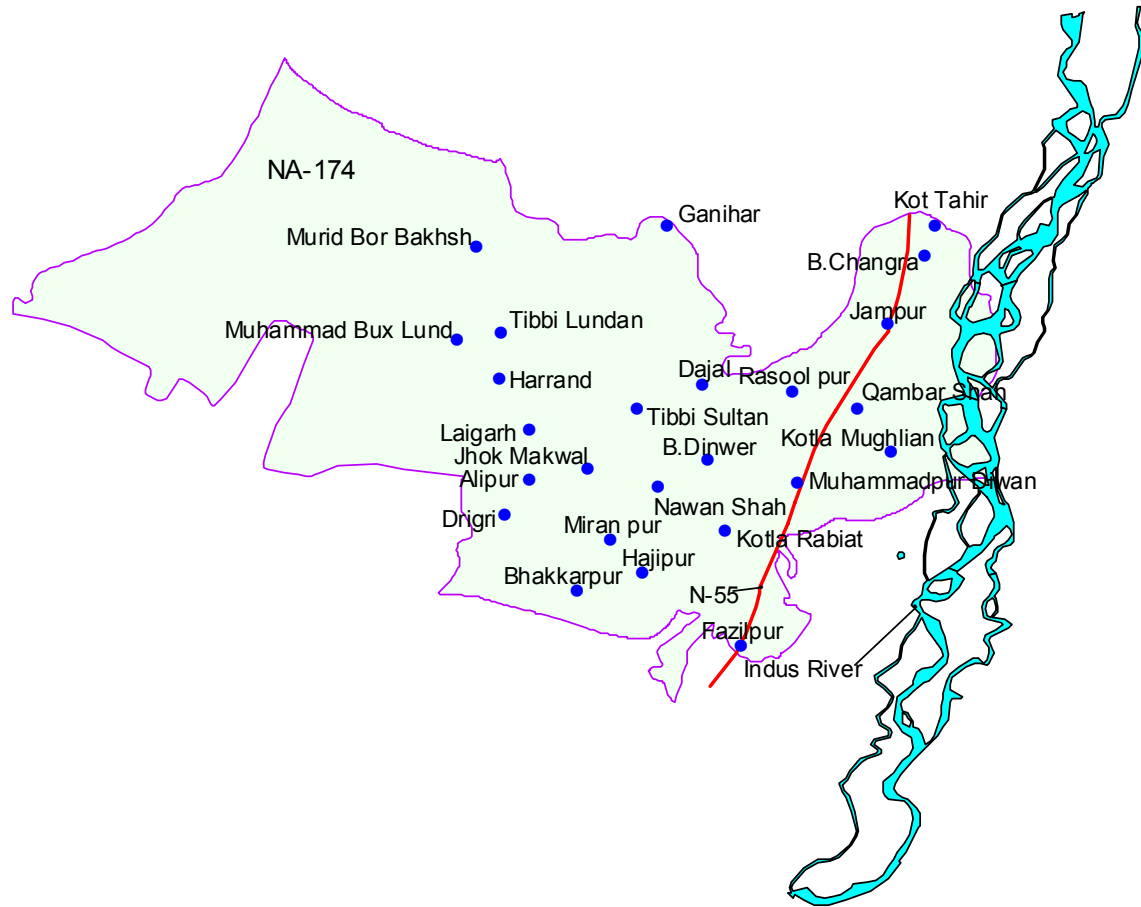 NA-174
Kot Tahir
Ganihar
Murid Bor Bakhsh
B.Changra
Jampur
Tibbi Lundan
Muhammad Bux Lund
Dajal
Rasool pur
Harrand
Qambar Shah
Tibbi Sultan
Laigarh
Kotla Mughlian
B.Dinwer
Jhok Makwal
Alipur
Muhammadpur Diwan
Nawan Shah
Drigri
Miran pur
Kotla Rabiat
Hajipur
Bhakkarpur
N-55
Fazilpur
Indus River